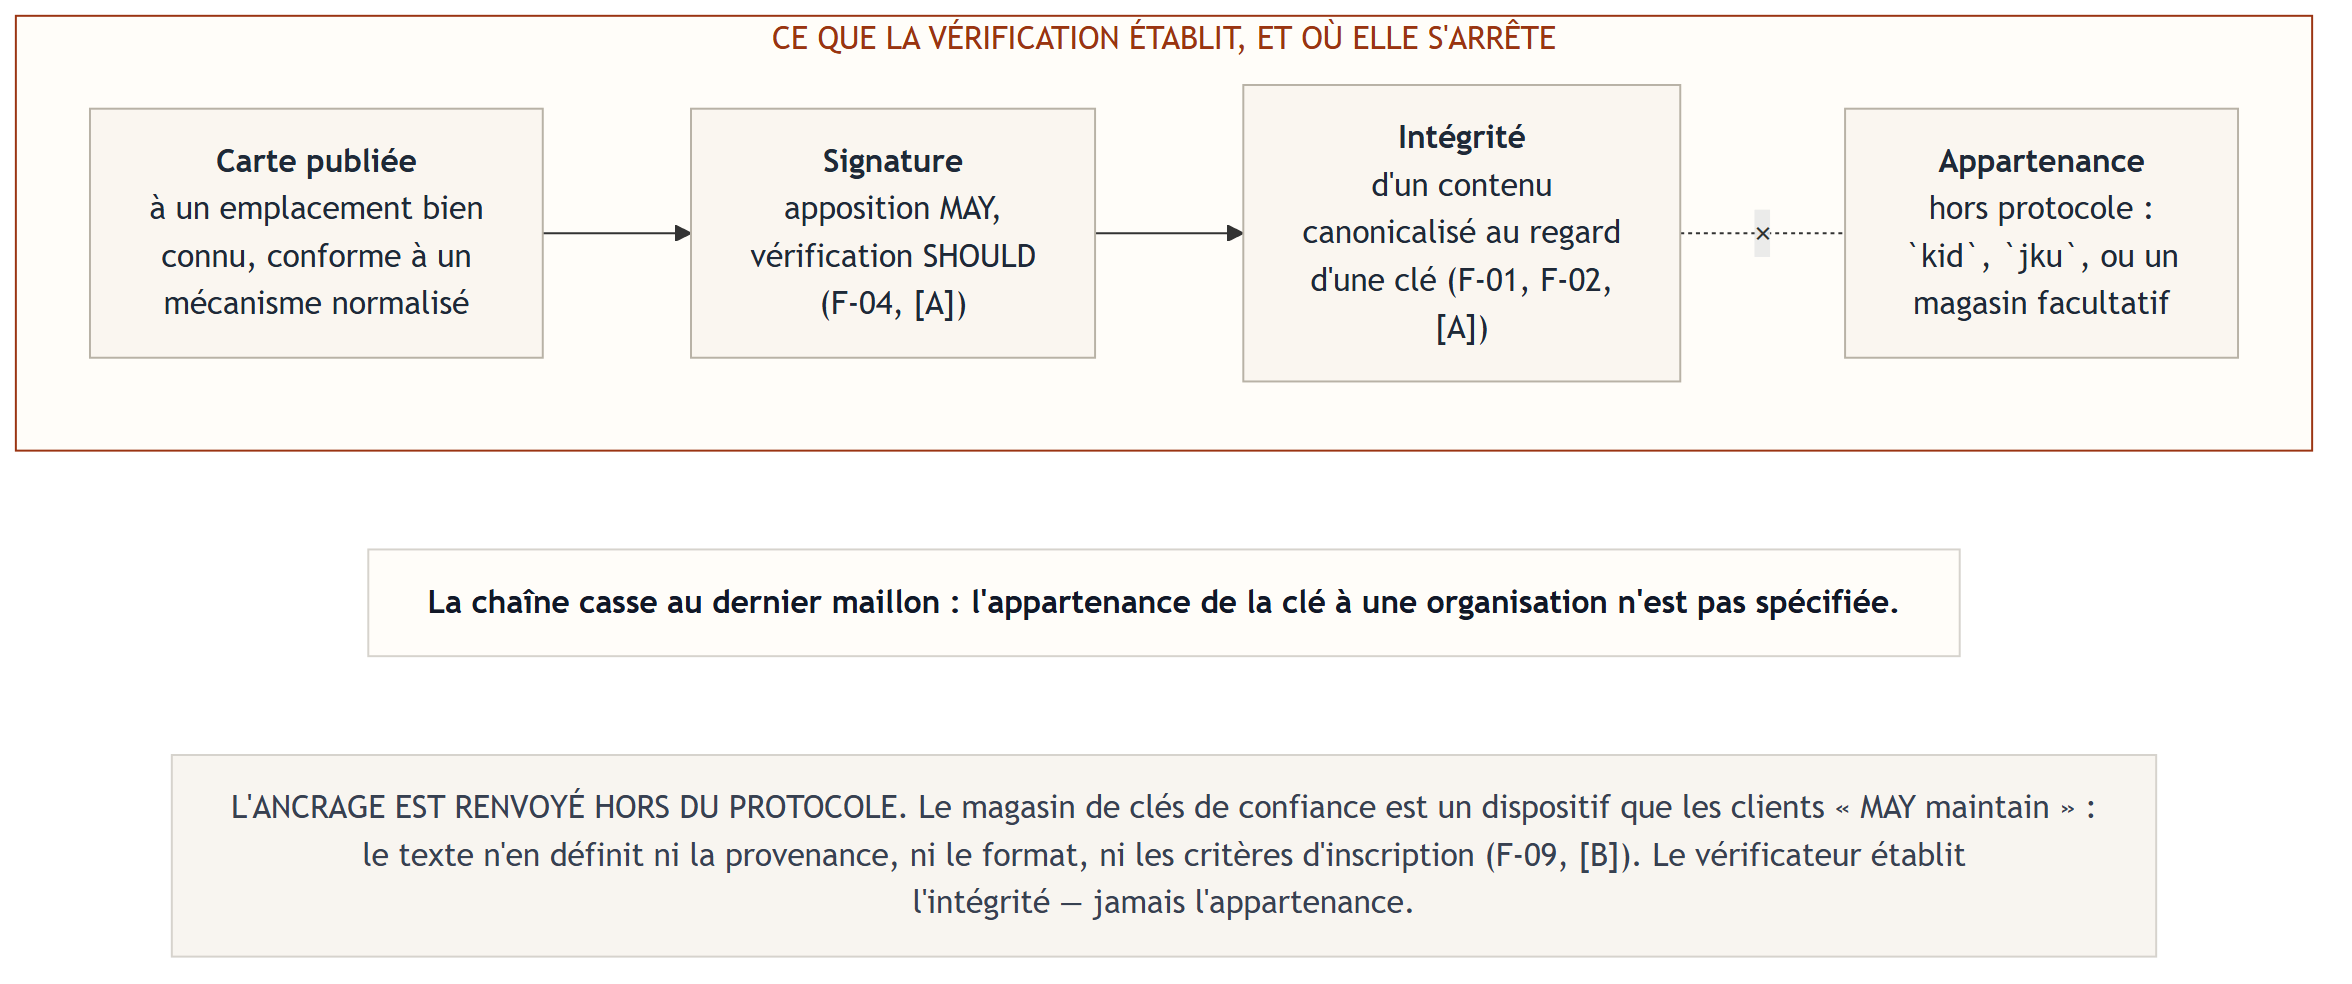 CE QUE LA VÉRIFICATION ÉTABLIT, ET OÙ ELLE S'ARRÊTE
Carte publiée
à un emplacement bien
connu, conforme à un
mécanisme normalisé
Signature
apposition MAY,
vérification SHOULD
(F-04, [A])
Intégrité
d'un contenu
canonicalisé au regard
d'une clé (F-01, F-02,
[A])
×
Appartenance
hors protocole :
`kid`, `jku`, ou un
magasin facultatif
La chaîne casse au dernier maillon : l'appartenance de la clé à une organisation n'est pas spécifiée.
L'ANCRAGE EST RENVOYÉ HORS DU PROTOCOLE. Le magasin de clés de confiance est un dispositif que les clients « MAY maintain » :
le texte n'en définit ni la provenance, ni le format, ni les critères d'inscription (F-09, [B]). Le vérificateur établit
l'intégrité — jamais l'appartenance.